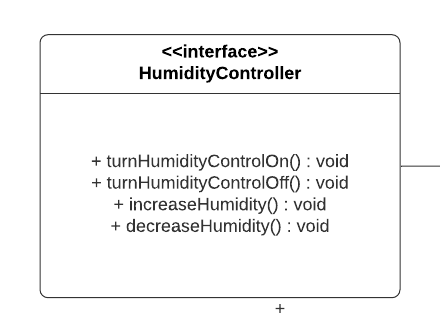 <<interface>>
HumidityController
+ turnHumidityControlOn() : void
+ turnHumidityControlOff() : void
+ increaseHumidity() : void
+ decreaseHumidity() : void
+